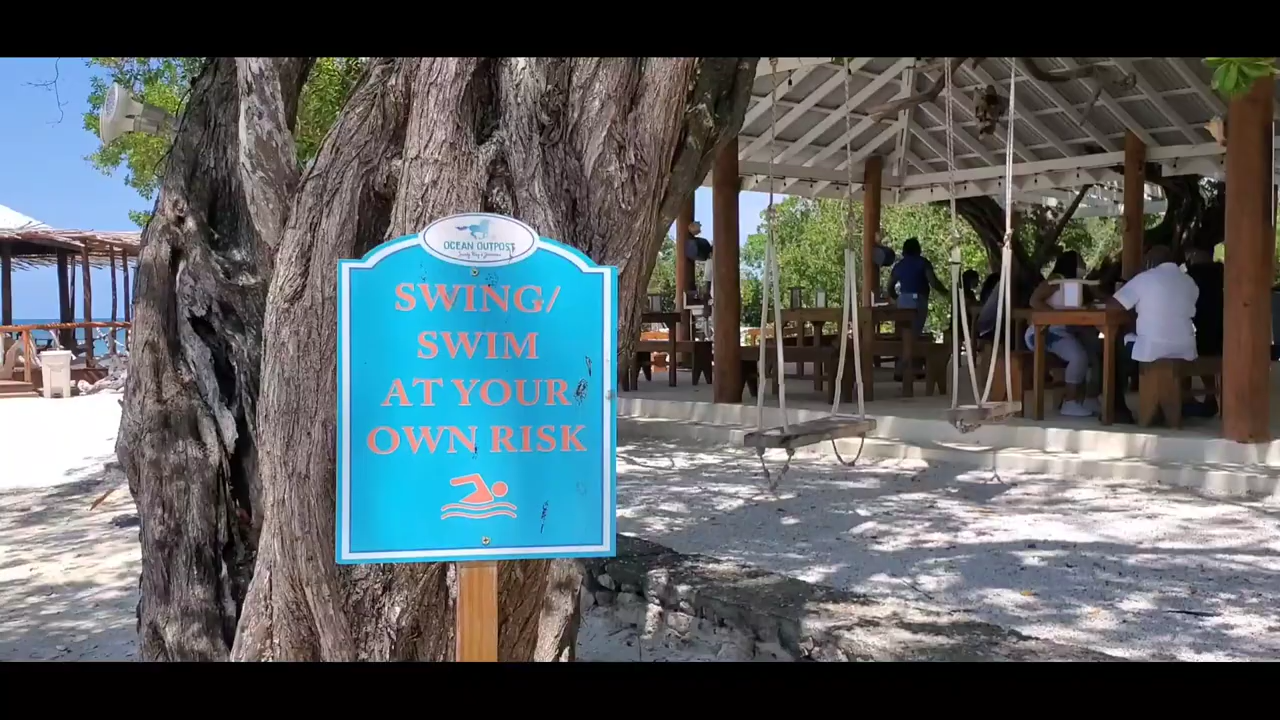 OCEAN OUTPOST
SWING/
SWIM
AT YOUR
OWN RISK